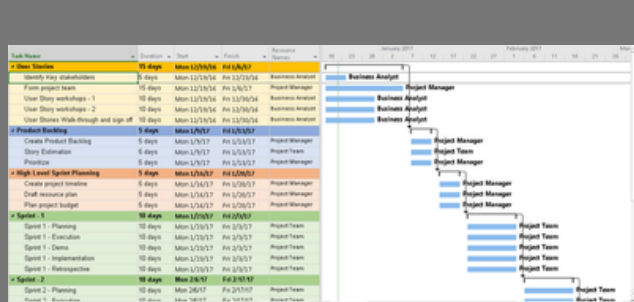 January 2017 February 2017
Task Name Duration Start Finish Resource Names
User Stories 15 days Mon 12/19/16 Fri 1/6/17
Identify Key stakeholders 5 days Mon 12/19/16 Fri 12/23/16 Business Analyst Business Analyst
Form project team 15 days Mon 12/19/16 Fri 1/6/17 Project Manager Project Manager
User Story workshops - 1 10 days Mon 12/19/16 Fri 12/30/16 Business Analyst Business Analyst
User Story workshops - 2 10 days Mon 12/19/16 Fri 12/30/16 Business Analyst Business Analyst
User Stories Walk-through and sign off 10 days Mon 12/19/16 Fri 12/30/16 Business Analyst Business Analyst
Product Backlog 5 days Mon 1/9/17 Fri 1/13/17
Create Product Backlog 5 days Mon 1/9/17 Fri 1/13/17 Project Manager Project Manager
Story Estimation 5 days Mon 1/9/17 Fri 1/13/17 Project Team Project Team
Prioritize 5 days Mon 1/9/17 Fri 1/13/17 Project Manager Project Manager
High Level Sprint Planning 5 days Mon 1/16/17 Fri 1/20/17
Create project timeline 5 days Mon 1/16/17 Fri 1/20/17 Project Manager Project Manager
Draft resource plan 5 days Mon 1/16/17 Fri 1/20/17 Project Manager Project Manager
Plan project budget 5 days Mon 1/16/17 Fri 1/20/17 Project Manager Project Manager
Sprint - 1 10 days Mon 1/23/17 Fri 2/3/17
Sprint 1 - Planning 10 days Mon 1/23/17 Fri 2/3/17 Project Team Project Team
Sprint 1 - Execution 10 days Mon 1/23/17 Fri 2/3/17 Project Team Project Team
Sprint 1 - Demo 10 days Mon 1/23/17 Fri 2/3/17 Project Team Project Team
Sprint 1 - Implementation 10 days Mon 1/23/17 Fri 2/3/17 Project Team Project Team
Sprint 1 - Retrospective 10 days Mon 1/23/17 Fri 2/3/17 Project Team Project Team
Sprint - 2 10 days Mon 2/6/17 Fri 2/17/17
Sprint 2 - Planning 10 days Mon 2/6/17 Fri 2/17/17 Project Team Project Team